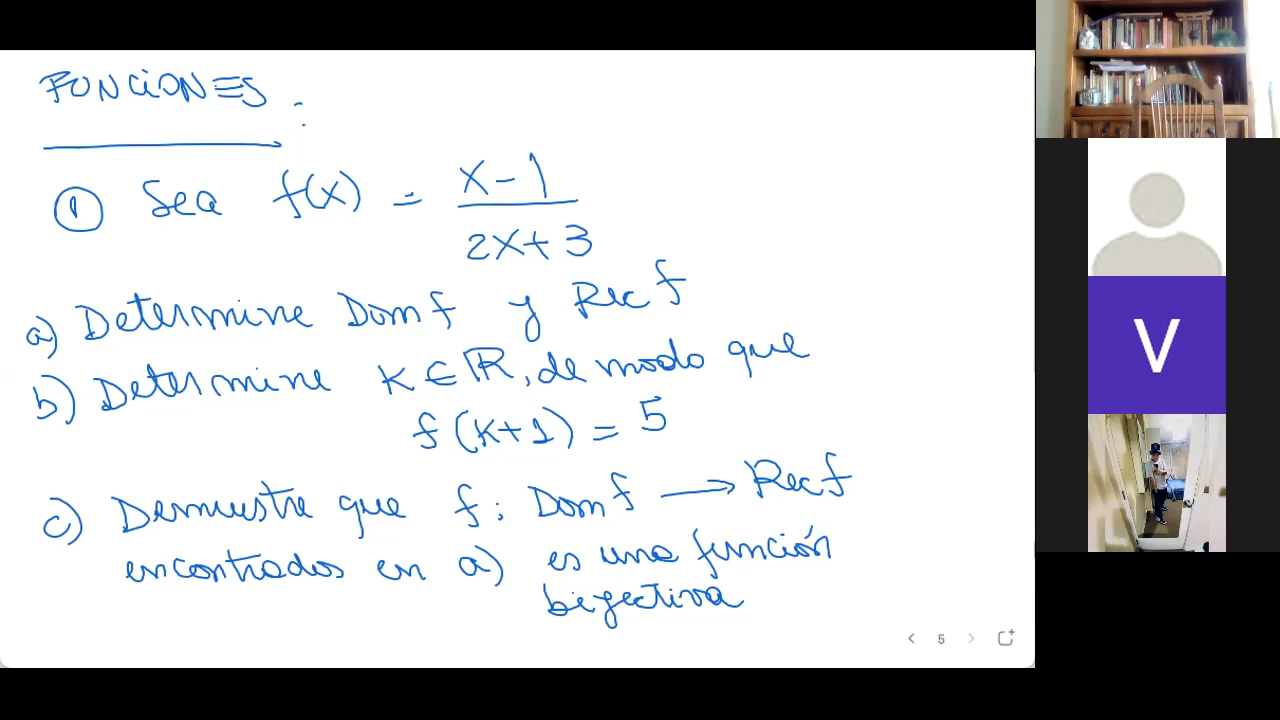 FUNCIONES :
① Sea f(x) = x-1
2x+3
a) Determine Dom f y Rec f
b) Determine K∈ℝ, de modo que
f(K+1) = 5
c) Demuestre que f: Dom f → Rec f
encontrados en a) es una función
biyectiva
5
V